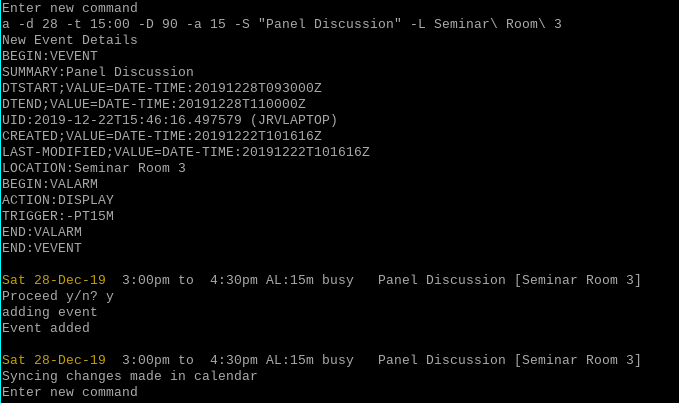 Enter new command
a -d 28 -t 15:00 -D 90 -a 15 -S "Panel Discussion" -L Seminar\ Room\ 3
New Event Details
BEGIN:VEVENT
SUMMARY:Panel Discussion
DTSTART;VALUE=DATE-TIME:20191228T093000Z
DTEND;VALUE=DATE-TIME:20191228T110000Z
UID:2019-12-22T15:46:16.497579 (JRVLAPTOP)
CREATED;VALUE=DATE-TIME:20191222T101616Z
LAST-MODIFIED;VALUE=DATE-TIME:20191222T101616Z
LOCATION:Seminar Room 3
BEGIN:VALARM
ACTION:DISPLAY
TRIGGER:-PT15M
END:VALARM
END:VEVENT

Sat 28-Dec-19  3:00pm to  4:30pm AL:15m busy   Panel Discussion [Seminar Room 3]
Proceed y/n? y
adding event
Event added

Sat 28-Dec-19  3:00pm to  4:30pm AL:15m busy   Panel Discussion [Seminar Room 3]
Syncing changes made in calendar
Enter new command